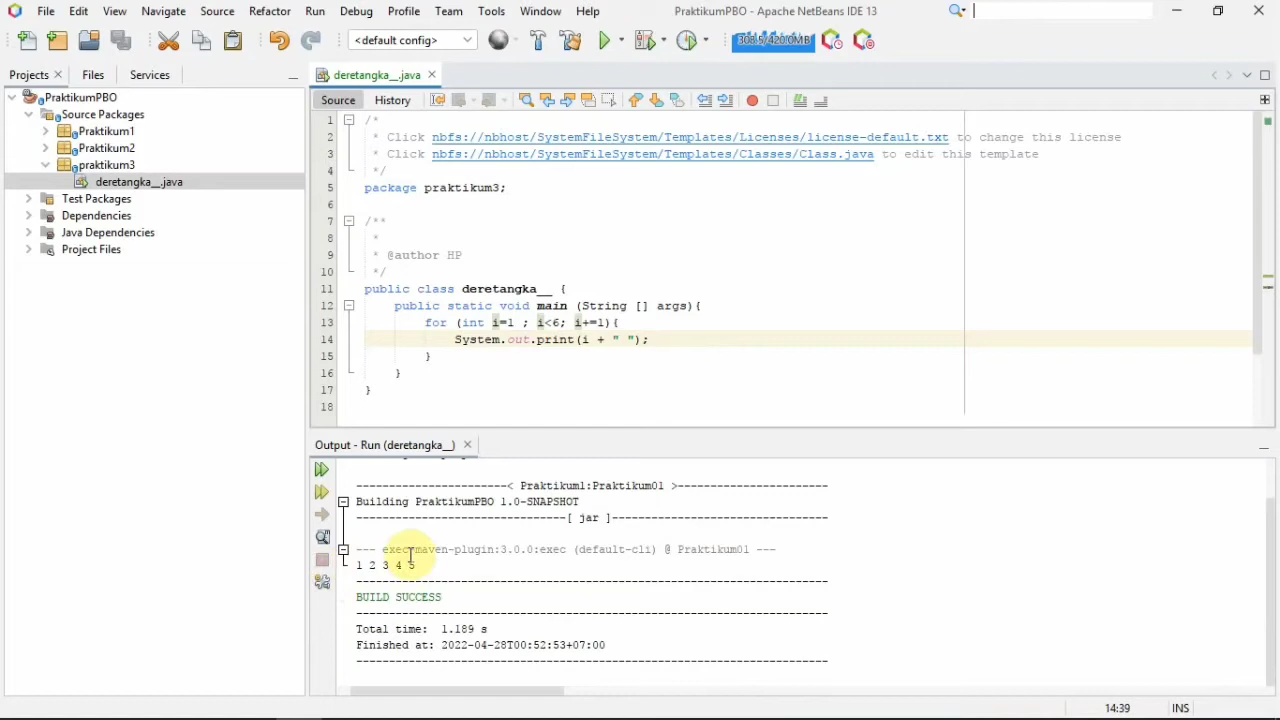 File Edit View Navigate Source Refactor Run Debug Profile Team Tools Window Help
PraktikumPBO - Apache NetBeans IDE 13
<default config>
308.5/420.0MB
Projects Files Services
deretangka__.java
Source History
PraktikumPBO
Source Packages
Praktikum1
Praktikum2
praktikum3
deretangka__.java
Test Packages
Dependencies
Java Dependencies
Project Files
1 /*
2 * Click nbfs://nbhost/SystemFileSystem/Templates/Licenses/license-default.txt to change this license
3 * Click nbfs://nbhost/SystemFileSystem/Templates/Classes/Class.java to edit this template
4 */
5 package praktikum3;
6
7 /**
8 *
9 * @author HP
10 */
11 public class deretangka__ {
12 public static void main (String [] args){
13 for (int i=1 ; i<6; i+=1){
14 System.out.print(i + " ");
15 }
16 }
17 }
18
Output - Run (deretangka__)
-----------------------< Praktikum1:Praktikum01 >-----------------------
Building PraktikumPBO 1.0-SNAPSHOT
--------------------------------[ jar ]---------------------------------
--- exec-maven-plugin:3.0.0:exec (default-cli) @ Praktikum01 ---
1 2 3 4 5
------------------------------------------------------------------------
BUILD SUCCESS
------------------------------------------------------------------------
Total time: 1.189 s
Finished at: 2022-04-28T00:52:53+07:00
------------------------------------------------------------------------
14:39 INS